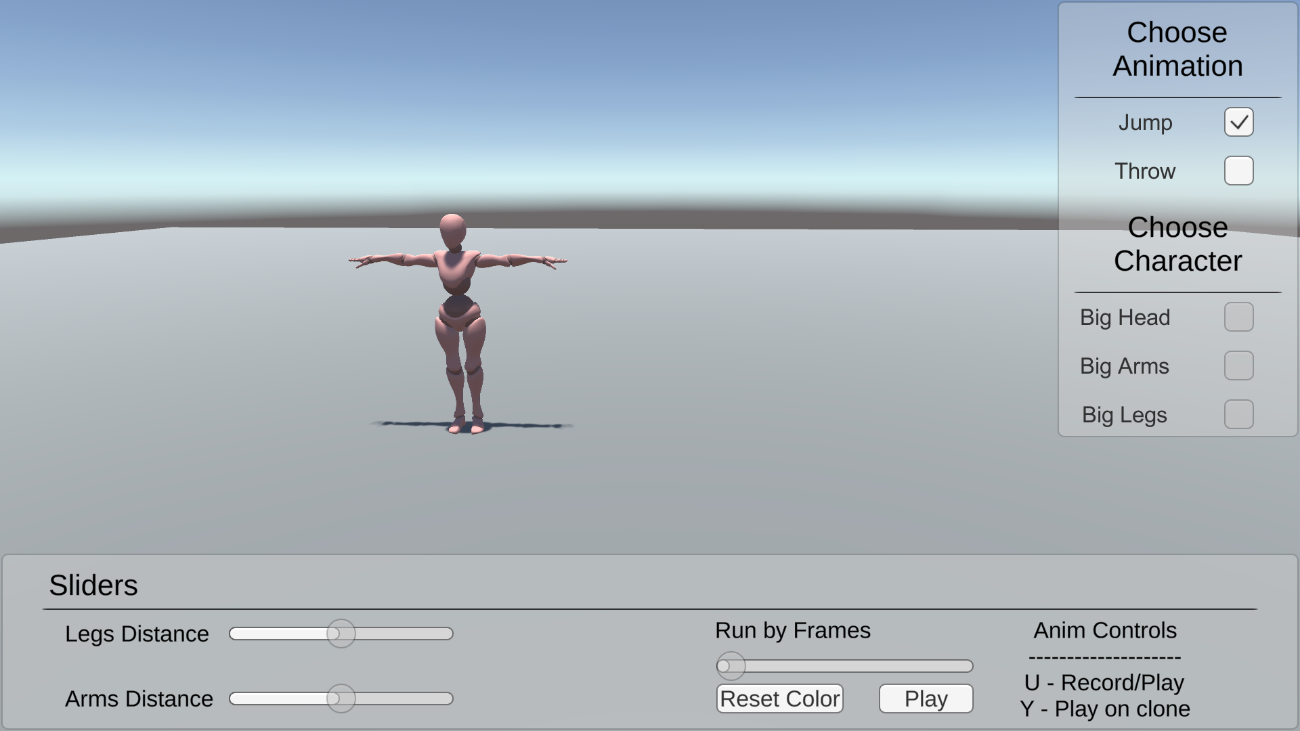 Choose
Animation
Jump
Throw
Choose
Character
Big Head
Big Arms
Big Legs
Sliders
Legs Distance
Arms Distance
Run by Frames
Reset Color
Play
Anim Controls
--------------------
U - Record/Play
Y - Play on clone